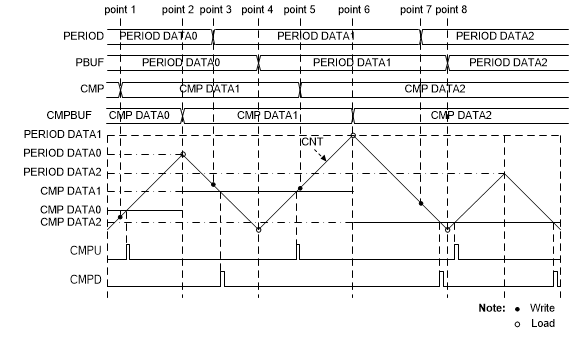 point 1 point 2 point 3 point 4 point 5 point 6 point 7 point 8
PERIOD PERIOD DATA0 PERIOD DATA1 PERIOD DATA2
PBUF PERIOD DATA0 PERIOD DATA1 PERIOD DATA2
CMP CMP DATA1 CMP DATA2
CMPBUF CMP DATA0 CMP DATA1 CMP DATA2
PERIOD DATA1
CNT
PERIOD DATA0
PERIOD DATA2
CMP DATA1
CMP DATA0
CMP DATA2
CMPU
CMPD
Note: Write
Load